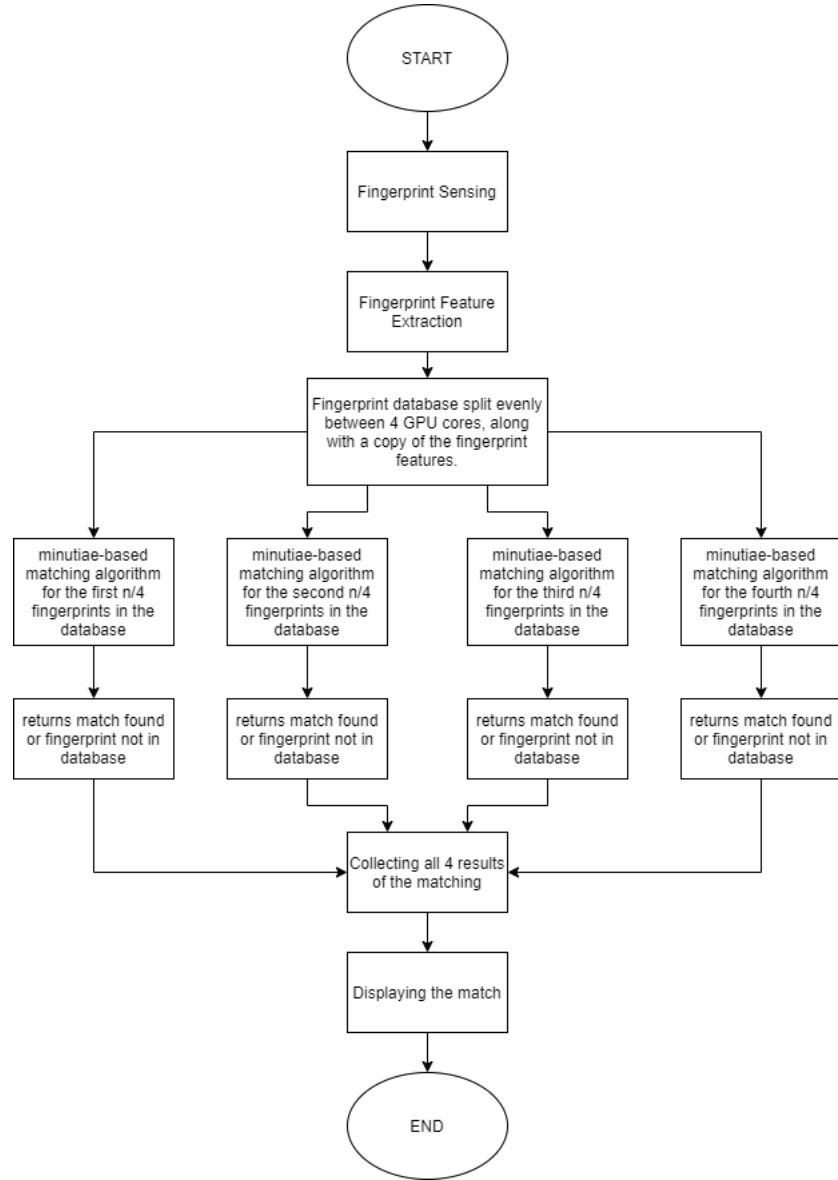 START
Fingerprint Sensing
Fingerprint Feature
Extraction
Fingerprint database split evenly
between 4 GPU cores, along
with a copy of the fingerprint
features.
minutiae-based
matching algorithm
for the first n/4
fingerprints in the
database
minutiae-based
matching algorithm
for the second n/4
fingerprints in the
database
minutiae-based
matching algorithm
for the third n/4
fingerprints in the
database
minutiae-based
matching algorithm
for the fourth n/4
fingerprints in the
database
returns match found
or fingerprint not in
database
returns match found
or fingerprint not in
database
returns match found
or fingerprint not in
database
returns match found
or fingerprint not in
database
Collecting all 4 results
of the matching
Displaying the match
END